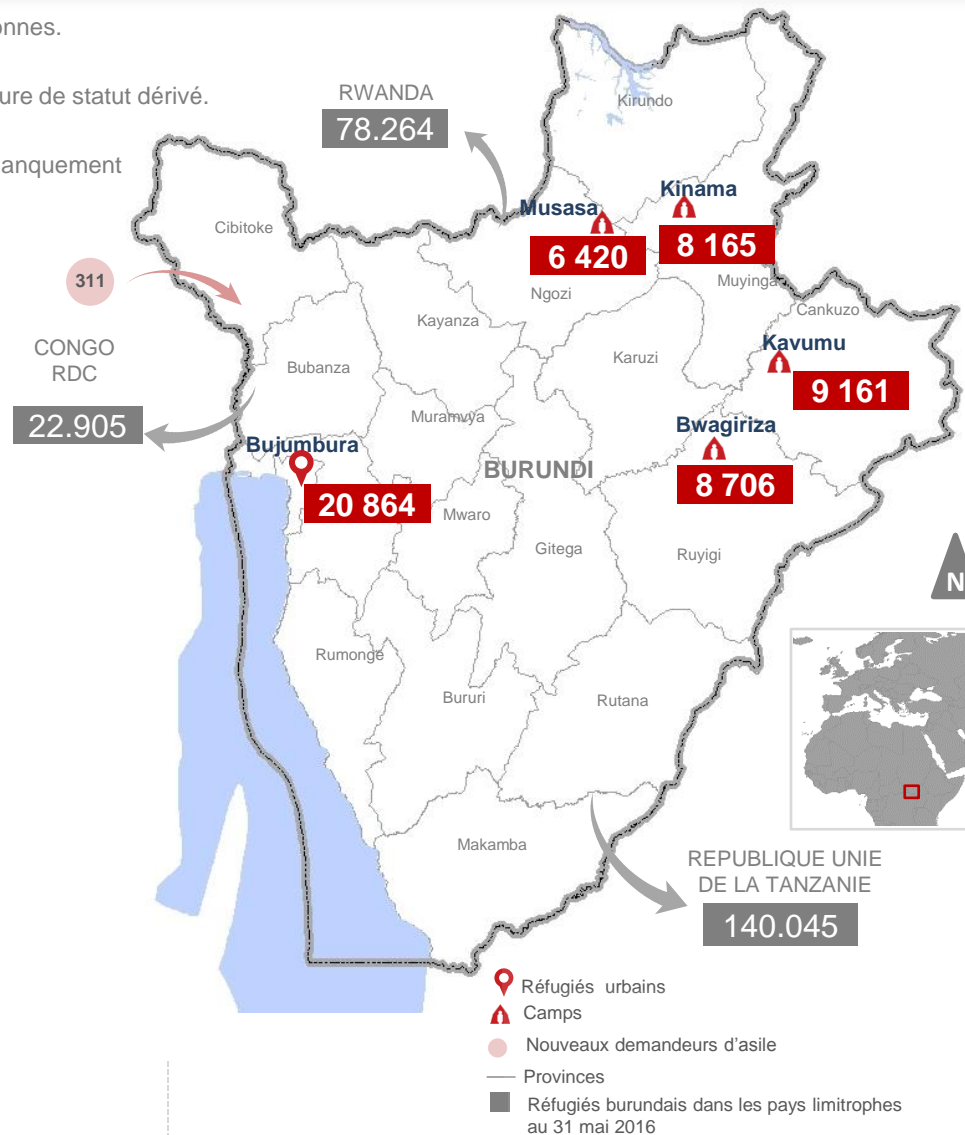 onnes.
ure de statut dérivé.
anquement
RWANDA
78.264
Kirundo
Kinama
Musasa
8 165
6 420
Cibitoke
311
Ngozi
Muyinga
Cankuzo
Kayanza
CONGO
RDC
22.905
Bubanza
Karuzi
Kavumu
9 161
Muramvya
Bwagiriza
8 706
Bujumbura
BURUNDI
20 864
Mwaro
Gitega
Ruyigi
N
Rumonge
Bururi
Rutana
Makamba
REPUBLIQUE UNIE
DE LA TANZANIE
140.045
Réfugiés urbains
Camps
Nouveaux demandeurs d'asile
Provinces
Réfugiés burundais dans les pays limitrophes
au 31 mai 2016